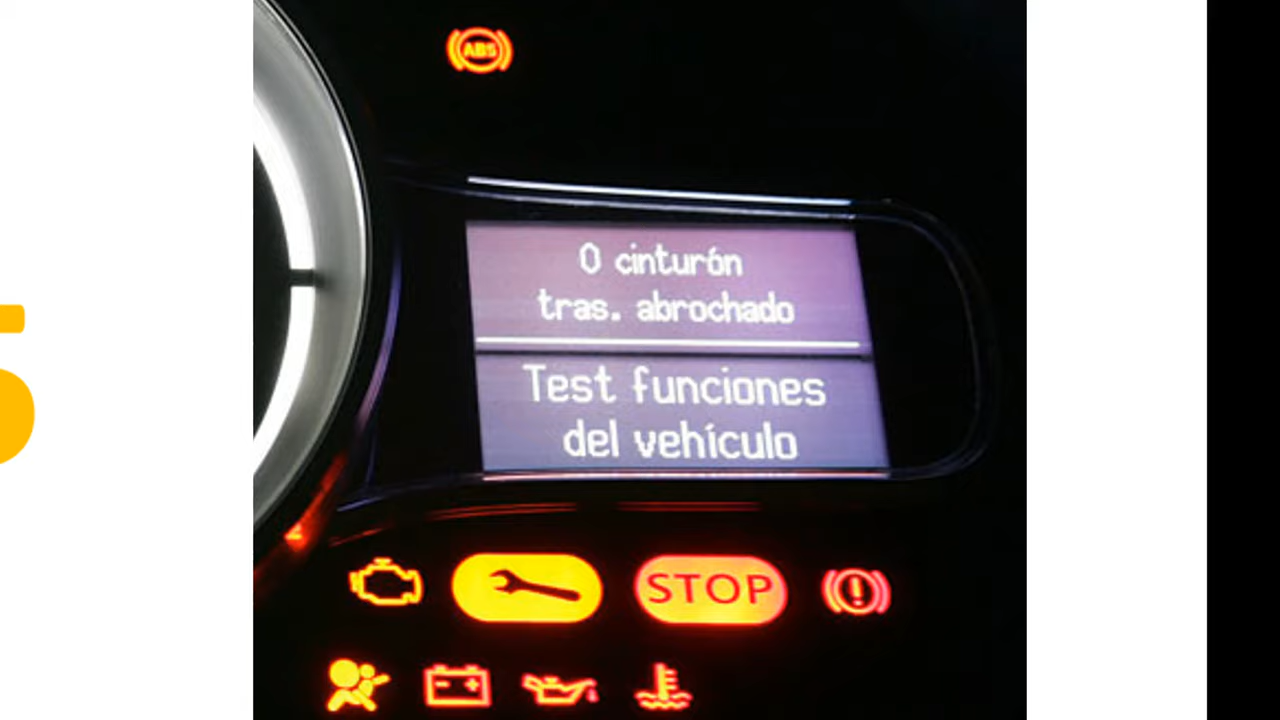 ABS
0 cinturón
tras. abrochado
Test funciones
del vehículo
STOP